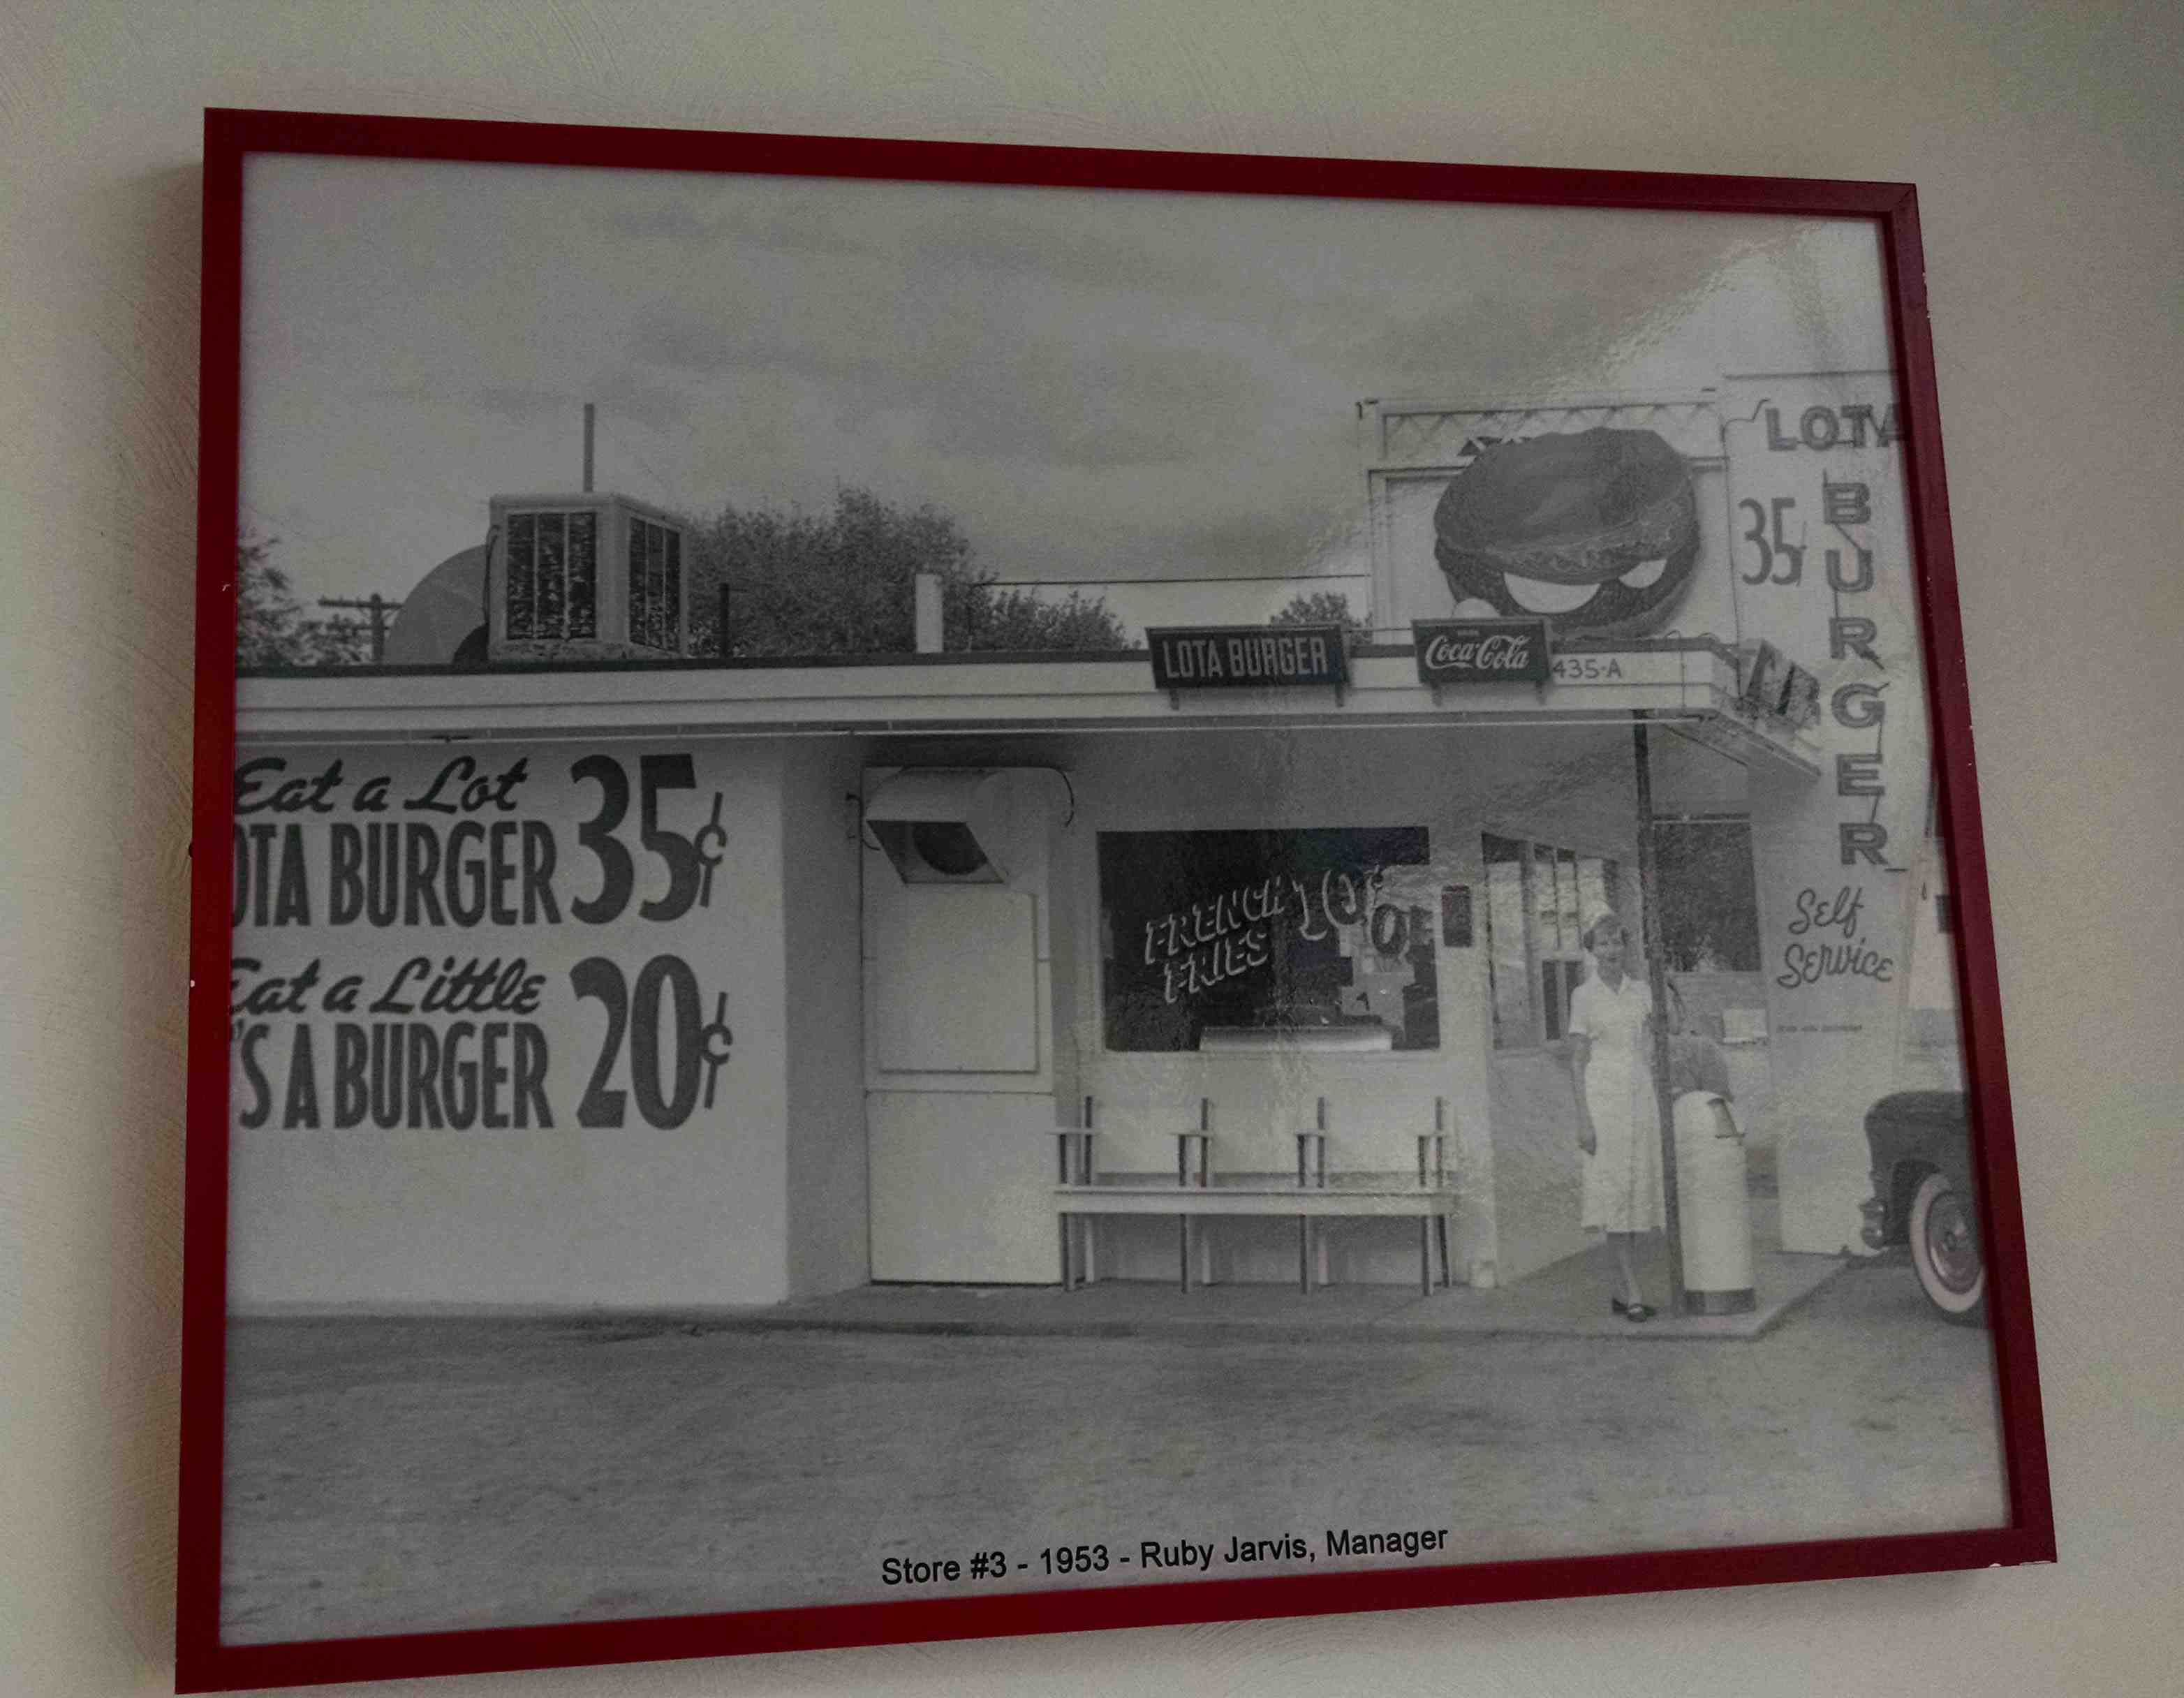 LOTA
35¢
BURGER
LOTA BURGER
Coca-Cola
435-A
LB
Eat a Lot 35¢
OTA BURGER
Eat a Little 20¢
'S A BURGER
FRENCH 10¢
FRIES
Self
Service
Store #3 - 1953 - Ruby Jarvis, Manager